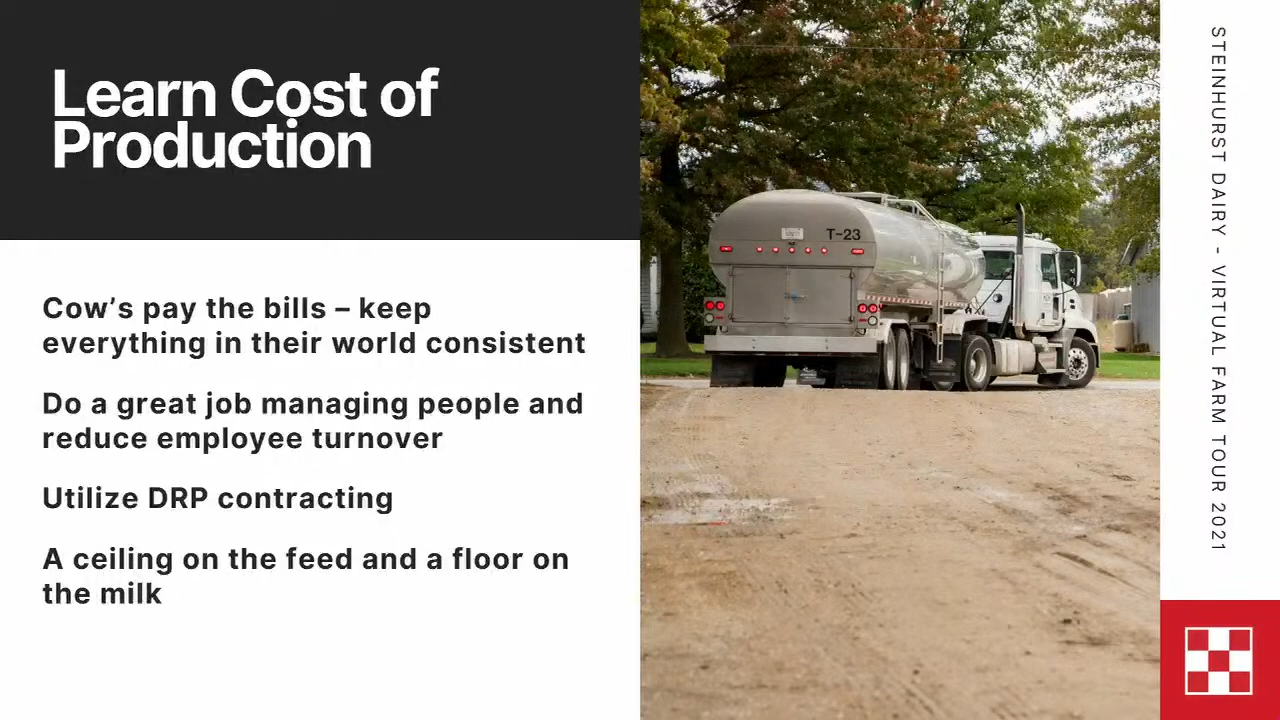 Learn Cost of
Production
Cow’s pay the bills – keep
everything in their world consistent
Do a great job managing people and
reduce employee turnover
Utilize DRP contracting
A ceiling on the feed and a floor on
the milk
T-23
STEINHURST DAIRY - VIRTUAL FARM TOUR 2021